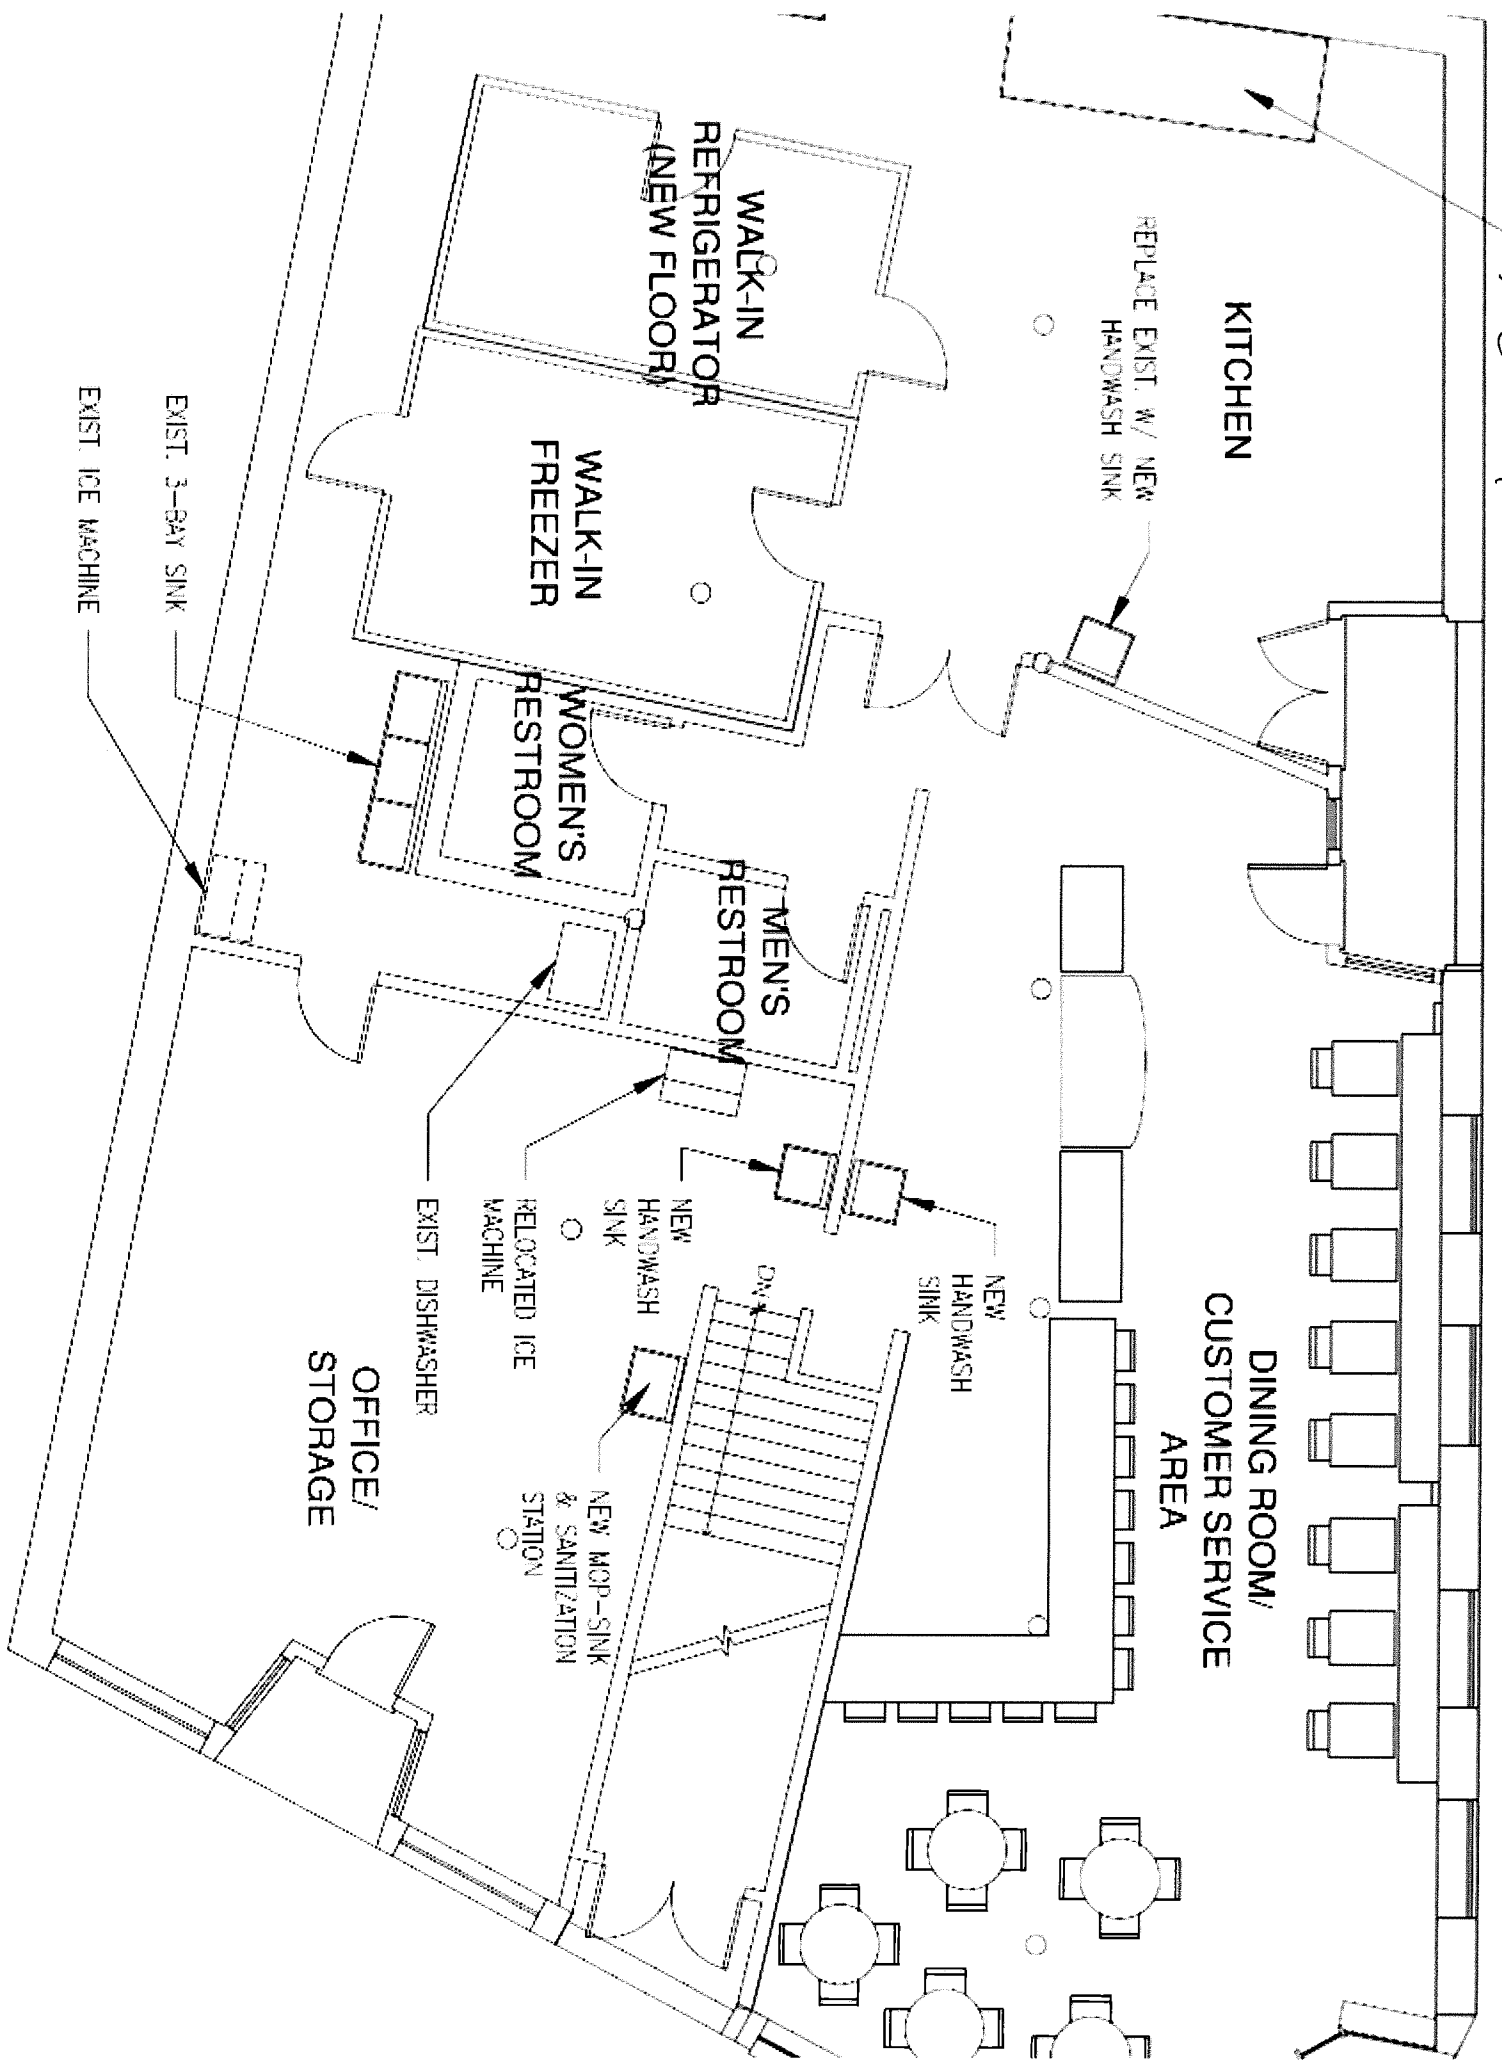 KITCHEN
REPLACE EXIST. W/ NEW
HANDWASH SINK
WALK-IN
REFRIGERATOR
(NEW FLOOR)
WALK-IN
FREEZER
EXIST. 3-BAY SINK
EXIST. ICE MACHINE
WOMEN'S
RESTROOM
MEN'S
RESTROOM
DINING ROOM/
CUSTOMER SERVICE
AREA
NEW
HANDWASH
SINK
NEW
HANDWASH
SINK
RELOCATED ICE
MACHINE
EXIST. DISHWASHER
DN
NEW MOP-SINK
& SANITIZATION
STATION
OFFICE/
STORAGE